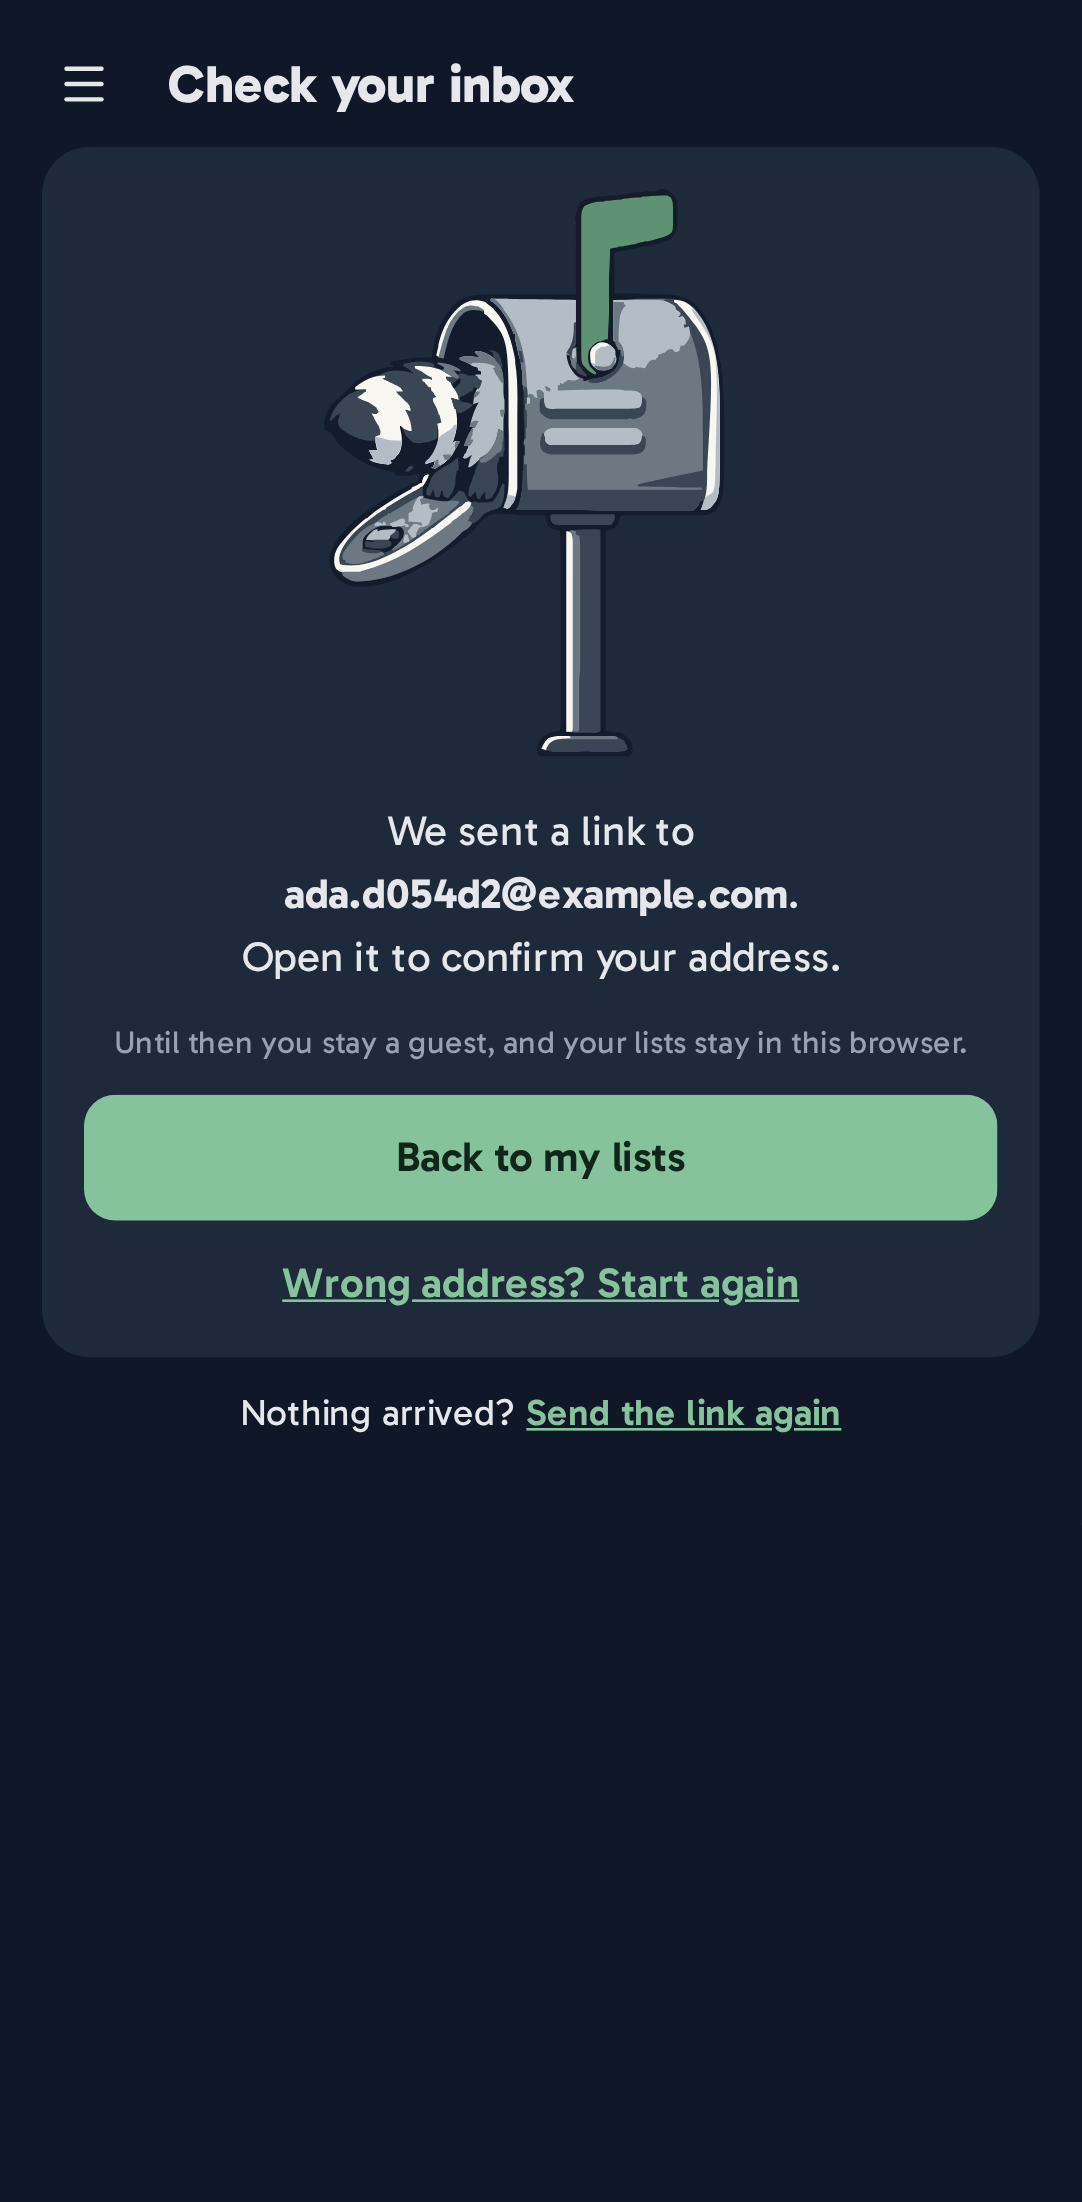 Check your inbox
We sent a link to
ada.d054d2@example.com.
Open it to confirm your address.
Until then you stay a guest, and your lists stay in this browser.
Back to my lists
Wrong address? Start again
Nothing arrived? Send the link again